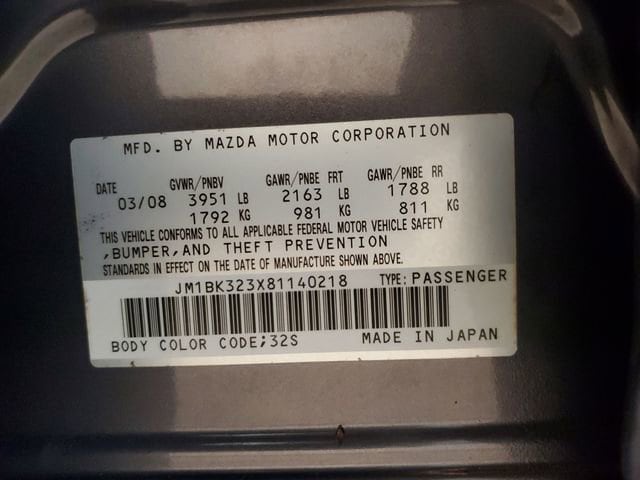 MFD. BY MAZDA MOTOR CORPORATION
DATE GVWR/PNBV GAWR/PNBE FRT GAWR/PNBE RR
03/08 3951 LB 2163 LB 1788 LB
1792 KG 981 KG 811 KG
THIS VEHICLE CONFORMS TO ALL APPLICABLE FEDERAL MOTOR VEHICLE SAFETY
,BUMPER,AND THEFT PREVENTION
STANDARDS IN EFFECT ON THE DATE OF MANUFACTURE SHOWN ABOVE.
JM1BK323X81140218 TYPE: PASSENGER
BODY COLOR CODE;32S MADE IN JAPAN